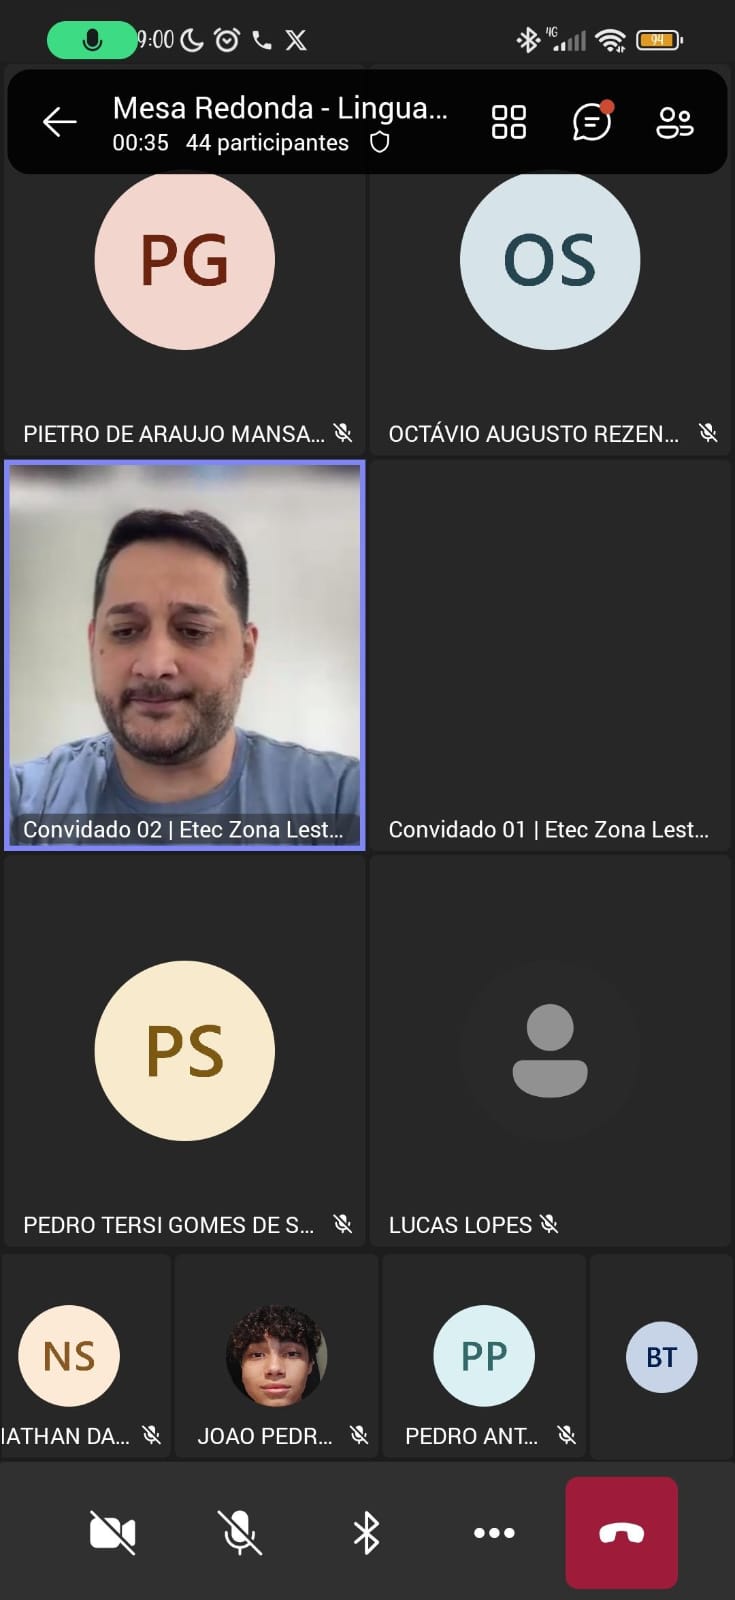 9:00
4G
94
Mesa Redonda - Lingua...
00:35 44 participantes
PG
OS
PIETRO DE ARAUJO MANSA...
OCTÁVIO AUGUSTO REZEN...
Convidado 02 | Etec Zona Lest...
Convidado 01 | Etec Zona Lest...
PS
PEDRO TERSI GOMES DE S...
LUCAS LOPES
NS
PP
BT
IATHAN DA...
JOAO PEDR...
PEDRO ANT...